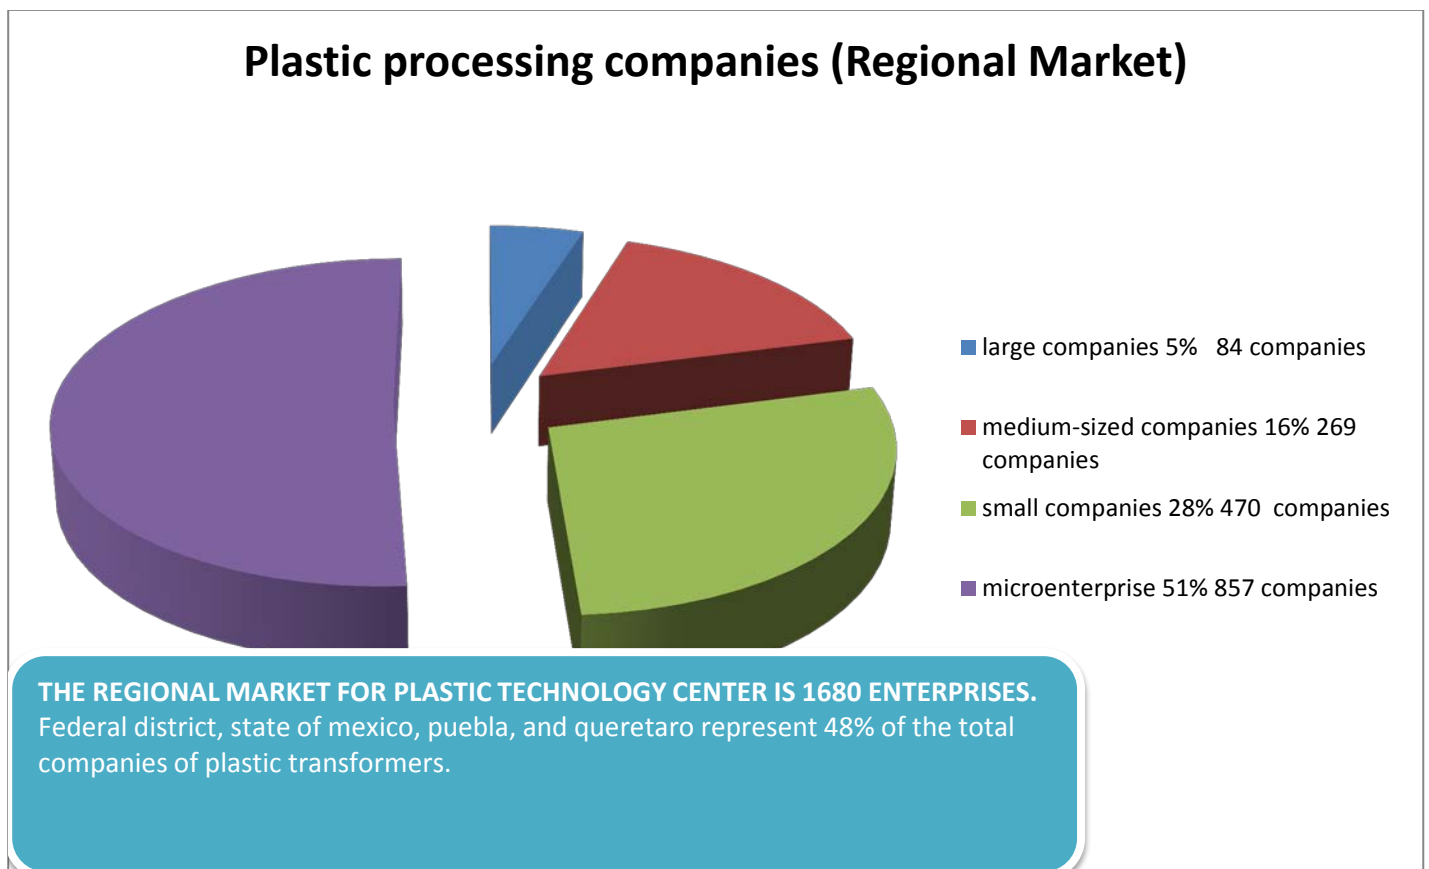 Plastic processing companies (Regional Market)
large companies 5%   84 companies
medium-sized companies 16% 269
companies
small companies 28% 470  companies
microenterprise 51% 857 companies
THE REGIONAL MARKET FOR PLASTIC TECHNOLOGY CENTER IS 1680 ENTERPRISES.
Federal district, state of mexico, puebla, and queretaro represent 48% of the total
companies of plastic transformers.